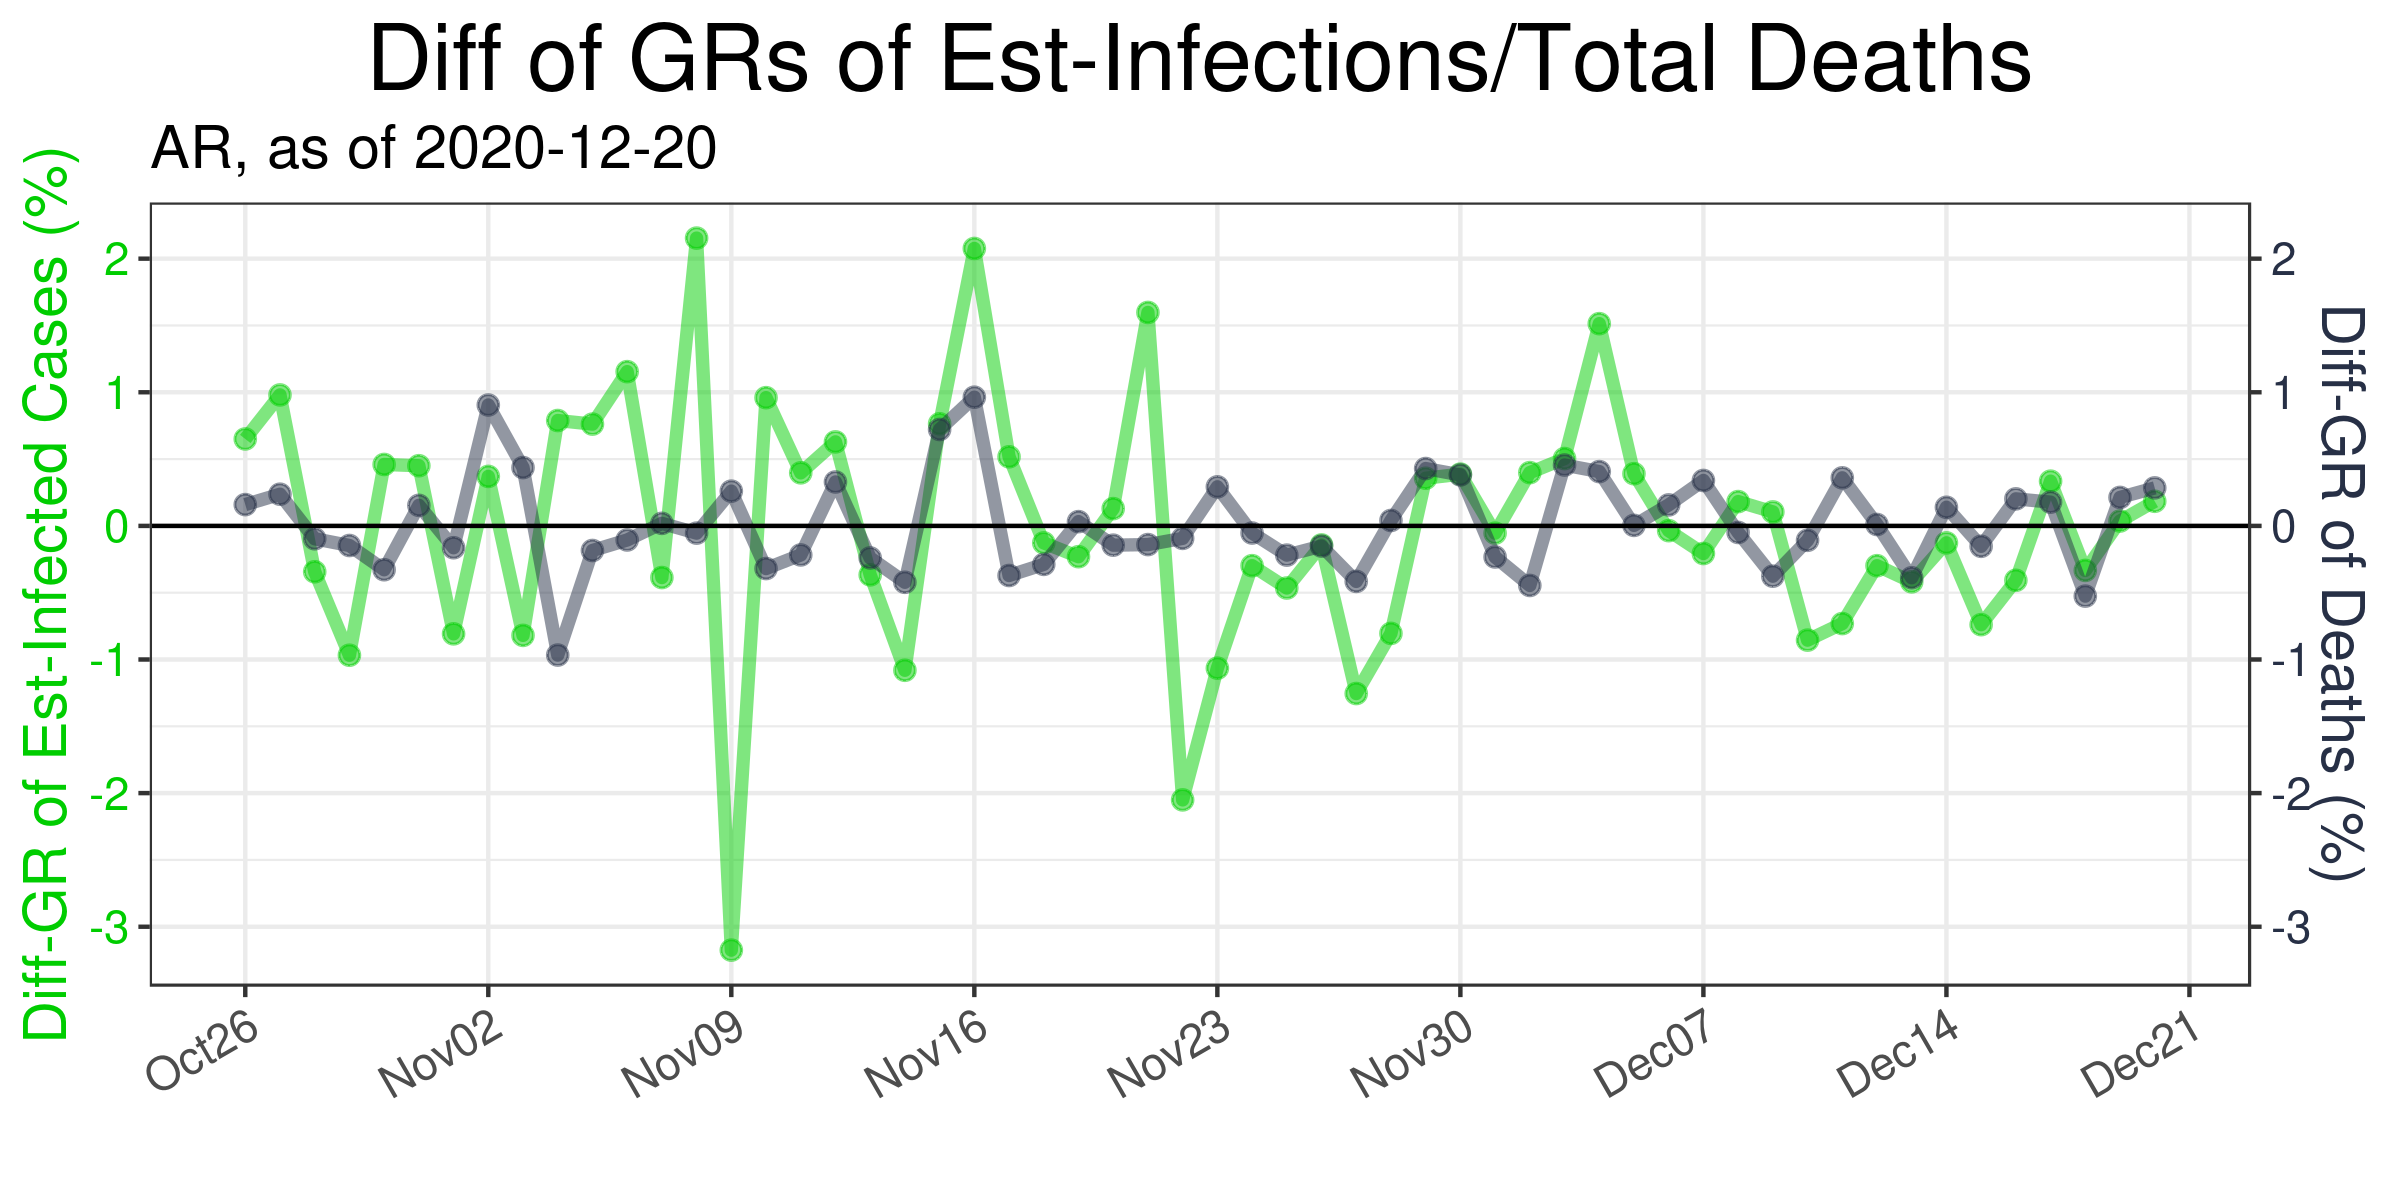 Diff of GRs of Est-Infections/Total Deaths
AR, as of 2020-12-20
Diff-GR of Est-Infected Cases (%)
2
1
0
-1
-2
-3
2
1
0
-1
-2
-3
Diff-GR of Deaths (%)
Oct26
Nov02
Nov09
Nov16
Nov23
Nov30
Dec07
Dec14
Dec21